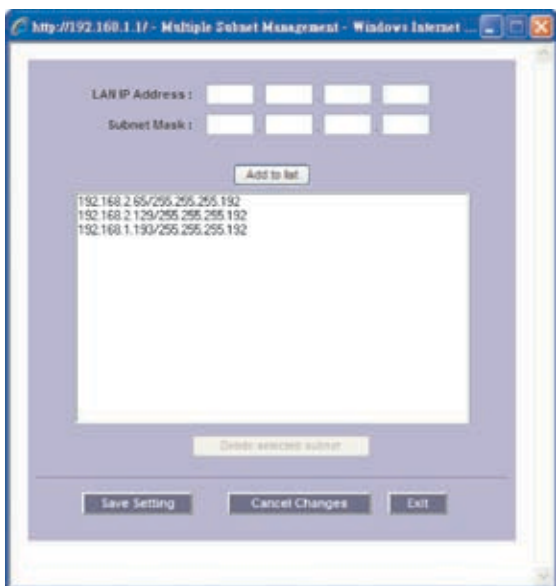 http://192.168.1.1/ - Multiple Subnet Management - Windows Internet ...
LAN IP Address :
Subnet Mask :
Add to list
192.168.2.65/255.255.255.192
192.168.2.129/255.255.255.192
192.168.1.193/255.255.255.192
Delete selected subnet
Save Setting
Cancel Changes
Exit